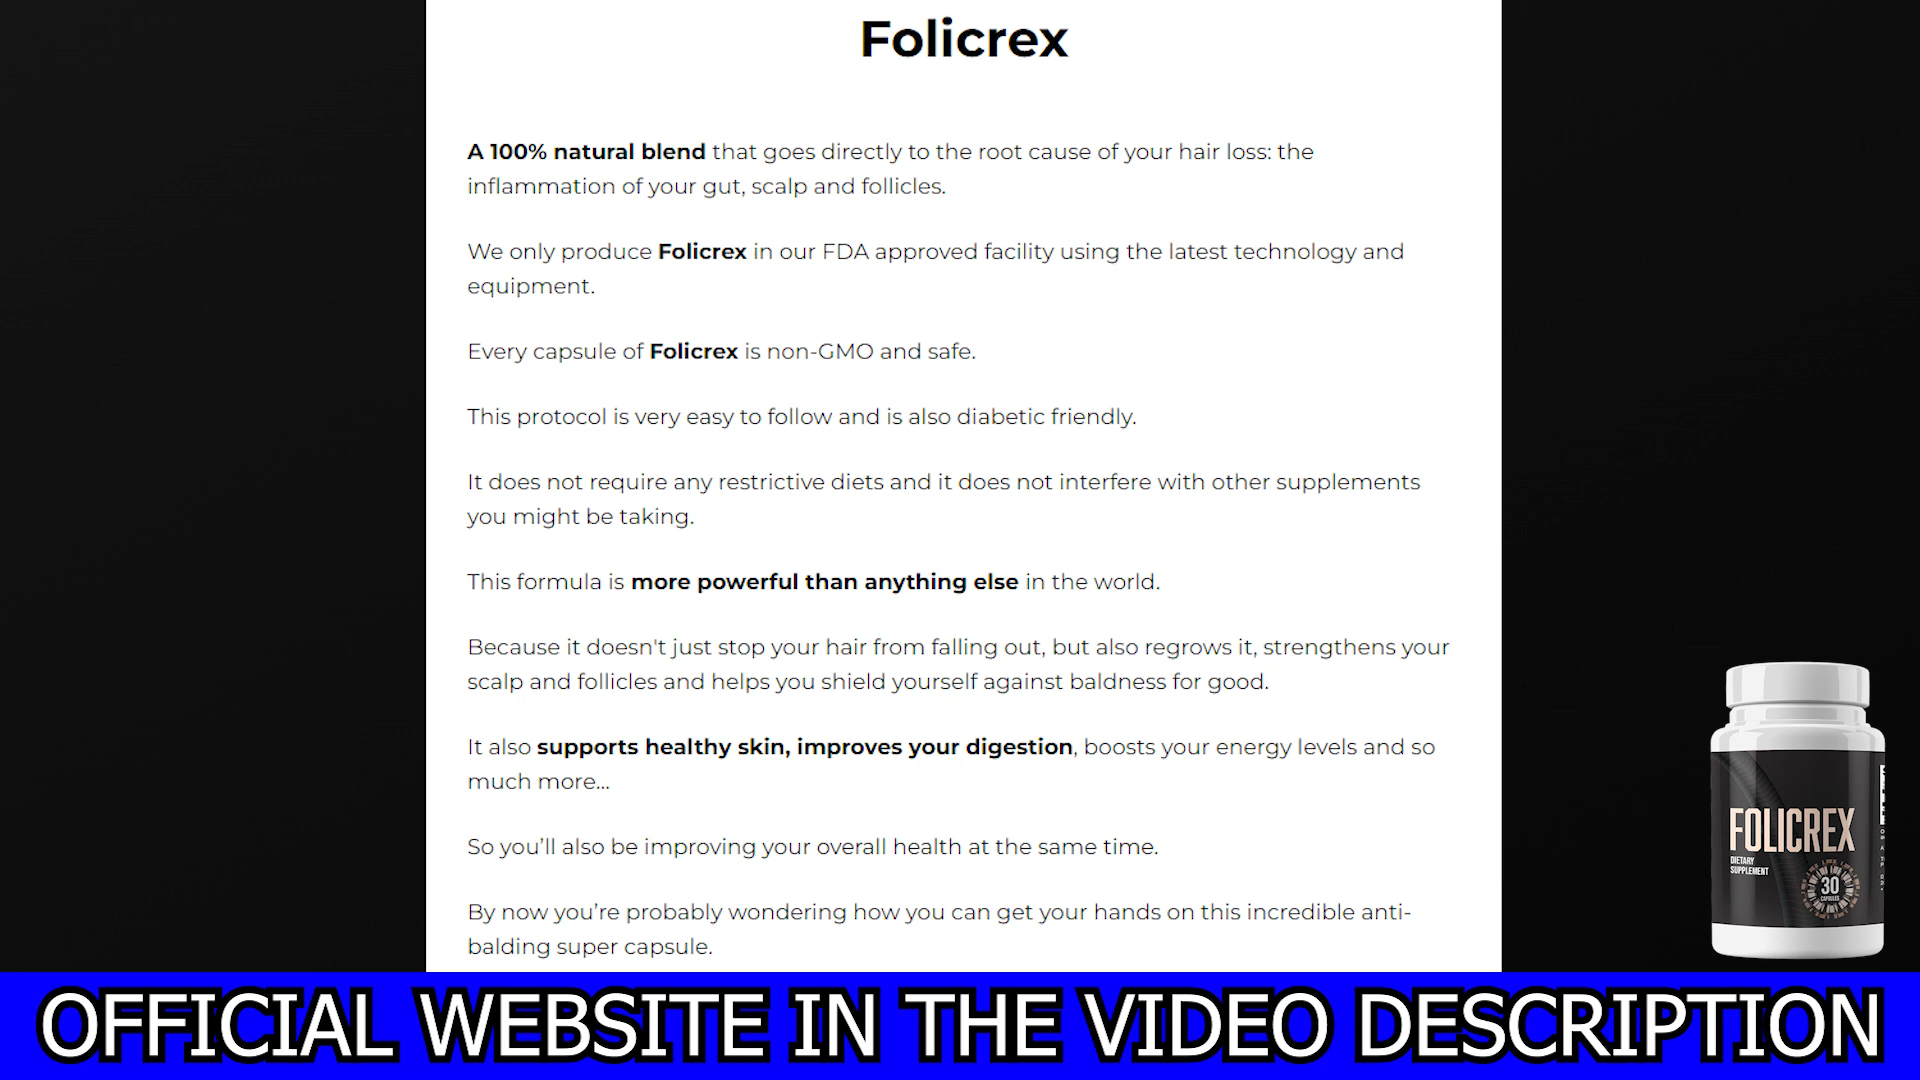 Folicrex
A 100% natural blend that goes directly to the root cause of your hair loss: the
inflammation of your gut, scalp and follicles.
We only produce Folicrex in our FDA approved facility using the latest technology and
equipment.
Every capsule of Folicrex is non-GMO and safe.
This protocol is very easy to follow and is also diabetic friendly.
It does not require any restrictive diets and it does not interfere with other supplements
you might be taking.
This formula is more powerful than anything else in the world.
Because it doesn't just stop your hair from falling out, but also regrows it, strengthens your
scalp and follicles and helps you shield yourself against baldness for good.
It also supports healthy skin, improves your digestion, boosts your energy levels and so
much more...
So you’ll also be improving your overall health at the same time.
By now you’re probably wondering how you can get your hands on this incredible anti-
balding super capsule.
FOLICREX
DIETARY
SUPPLEMENT
30
CAPSULES
OFFICIAL WEBSITE IN THE VIDEO DESCRIPTION